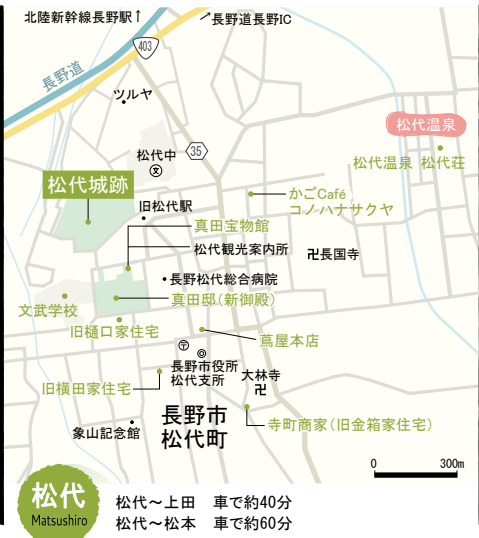 北陸新幹線長野駅↑
↗長野道長野IC
403
長野道
ツルヤ
松代温泉
松代中
文
35
松代温泉 松代荘
松代城跡
かごCafé
コノハナサクヤ
旧松代駅
真田宝物館
松代観光案内所
卍長国寺
長野松代総合病院
真田邸(新御殿)
文武学校
旧樋口家住宅
蔦屋本店
長野市役所
松代支所
大林寺
卍
旧横田家住宅
長野市
松代町
寺町商家(旧金箱家住宅)
象山記念館
0 300m
松代
Matsushiro
松代～上田 車で約40分
松代～松本 車で約60分